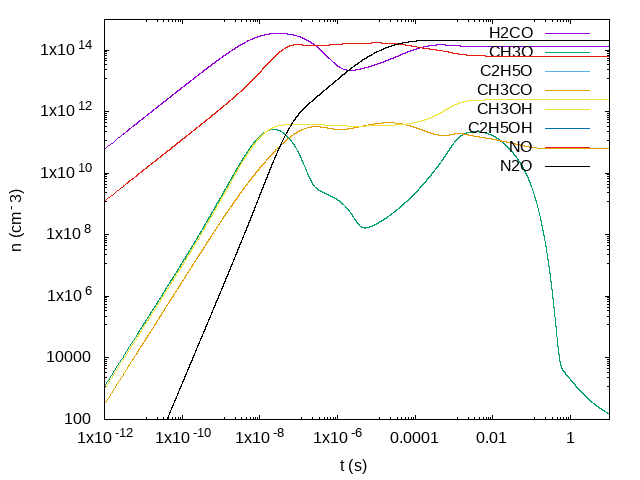 1x10^14
1x10^12
1x10^10
1x10^8
1x10^6
10000
100
n (cm^-3)
1x10^-12
1x10^-10
1x10^-8
1x10^-6
0.0001
0.01
1
t (s)
H2CO
CH3O
C2H5O
CH3CO
CH3OH
C2H5OH
NO
N2O